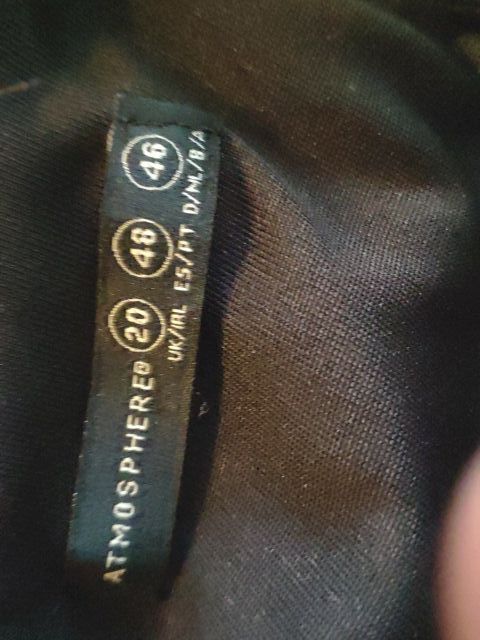 ATMOSPHERE® 20 48 46
UK/IRL ES/PT D/NL/B/A